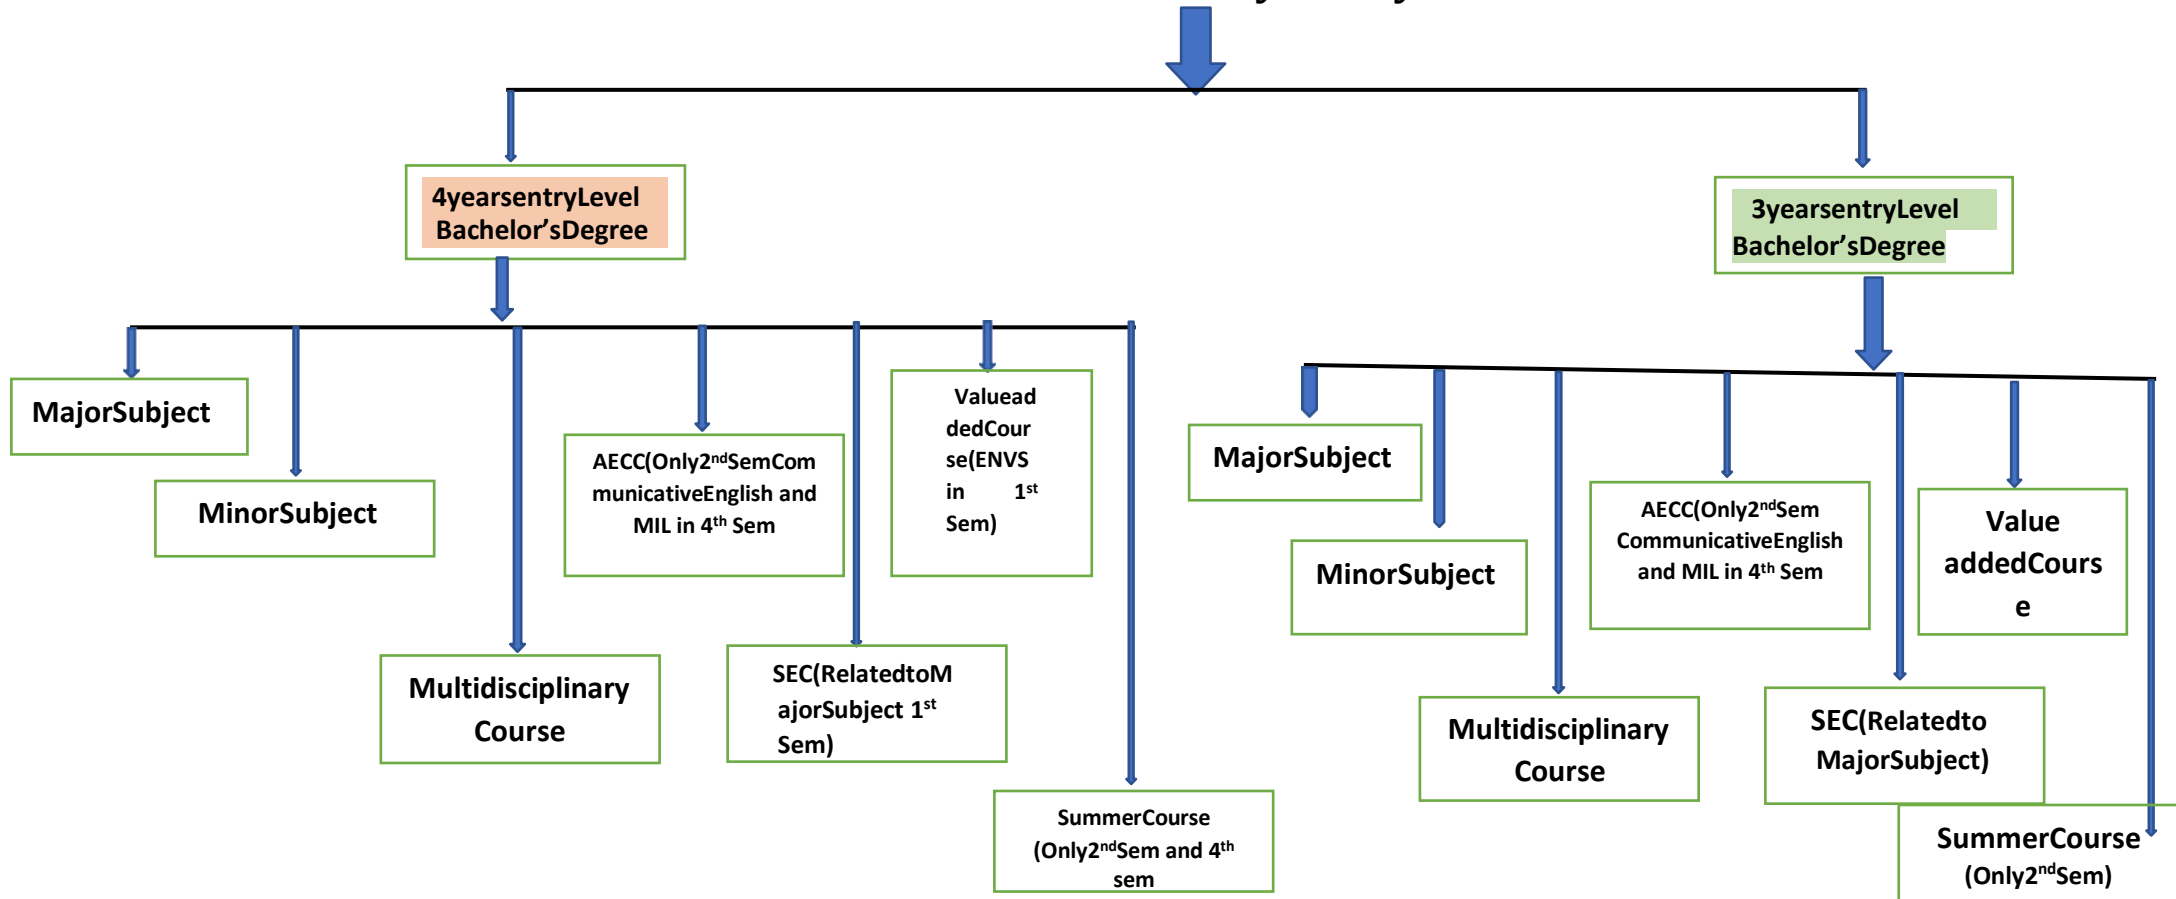 4yearsentryLevel
Bachelor’sDegree
3yearsentryLevel
Bachelor’sDegree
MajorSubject
MinorSubject
Multidisciplinary
Course
AECC(Only2ndSemCom
municativeEnglish and
MIL in 4th Sem
SEC(RelatedtoM
ajorSubject 1st
Sem)
Valuead
dedCour
se(ENVS
in 1st
Sem)
SummerCourse
(Only2ndSem and 4th
sem
MajorSubject
MinorSubject
Multidisciplinary
Course
AECC(Only2ndSem
CommunicativeEnglish
and MIL in 4th Sem
SEC(Relatedto
MajorSubject)
Value
addedCours
e
SummerCourse
(Only2ndSem)